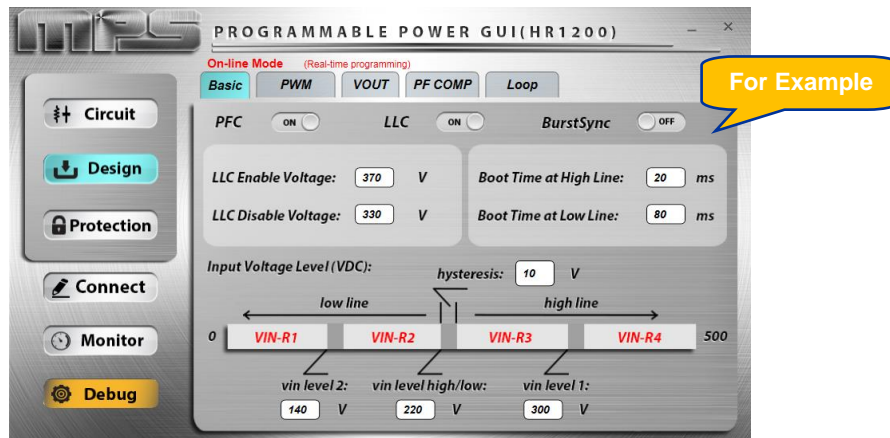 mps PROGRAMMABLE POWER GUI(HR1200)
On-line Mode (Real-time programming)
Basic PWM VOUT PF COMP Loop
For Example
PFC ON LLC ON BurstSync OFF
Circuit
Design
Protection
Connect
Monitor
Debug
LLC Enable Voltage: 370 V
LLC Disable Voltage: 330 V
Boot Time at High Line: 20 ms
Boot Time at Low Line: 80 ms
Input Voltage Level (VDC):
hysteresis: 10 V
low line high line
0 VIN-R1 VIN-R2 VIN-R3 VIN-R4 500
vin level 2: vin level high/low: vin level 1:
140 V 220 V 300 V